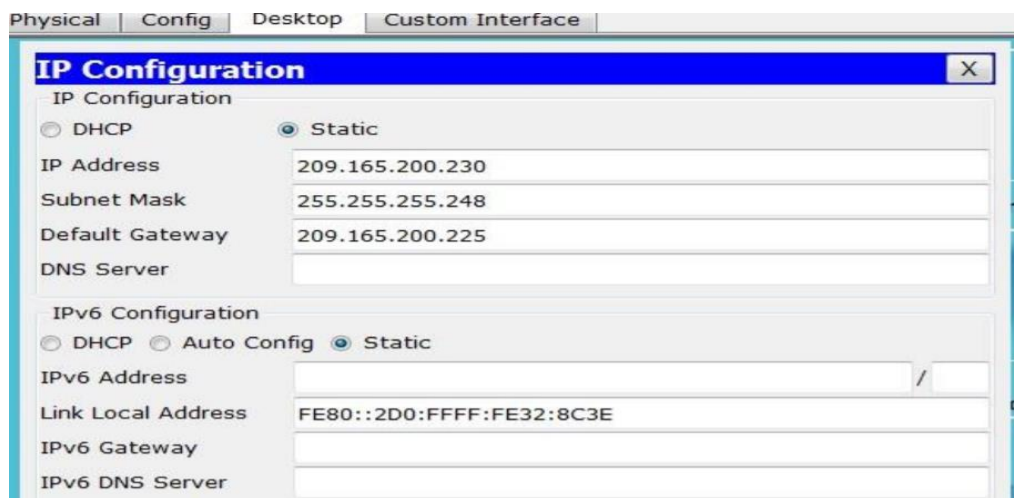 Physical Config Desktop Custom Interface
IP Configuration X
IP Configuration
DHCP Static
IP Address 209.165.200.230
Subnet Mask 255.255.255.248
Default Gateway 209.165.200.225
DNS Server
IPv6 Configuration
DHCP Auto Config Static
IPv6 Address /
Link Local Address FE80::2D0:FFFF:FE32:8C3E
IPv6 Gateway
IPv6 DNS Server